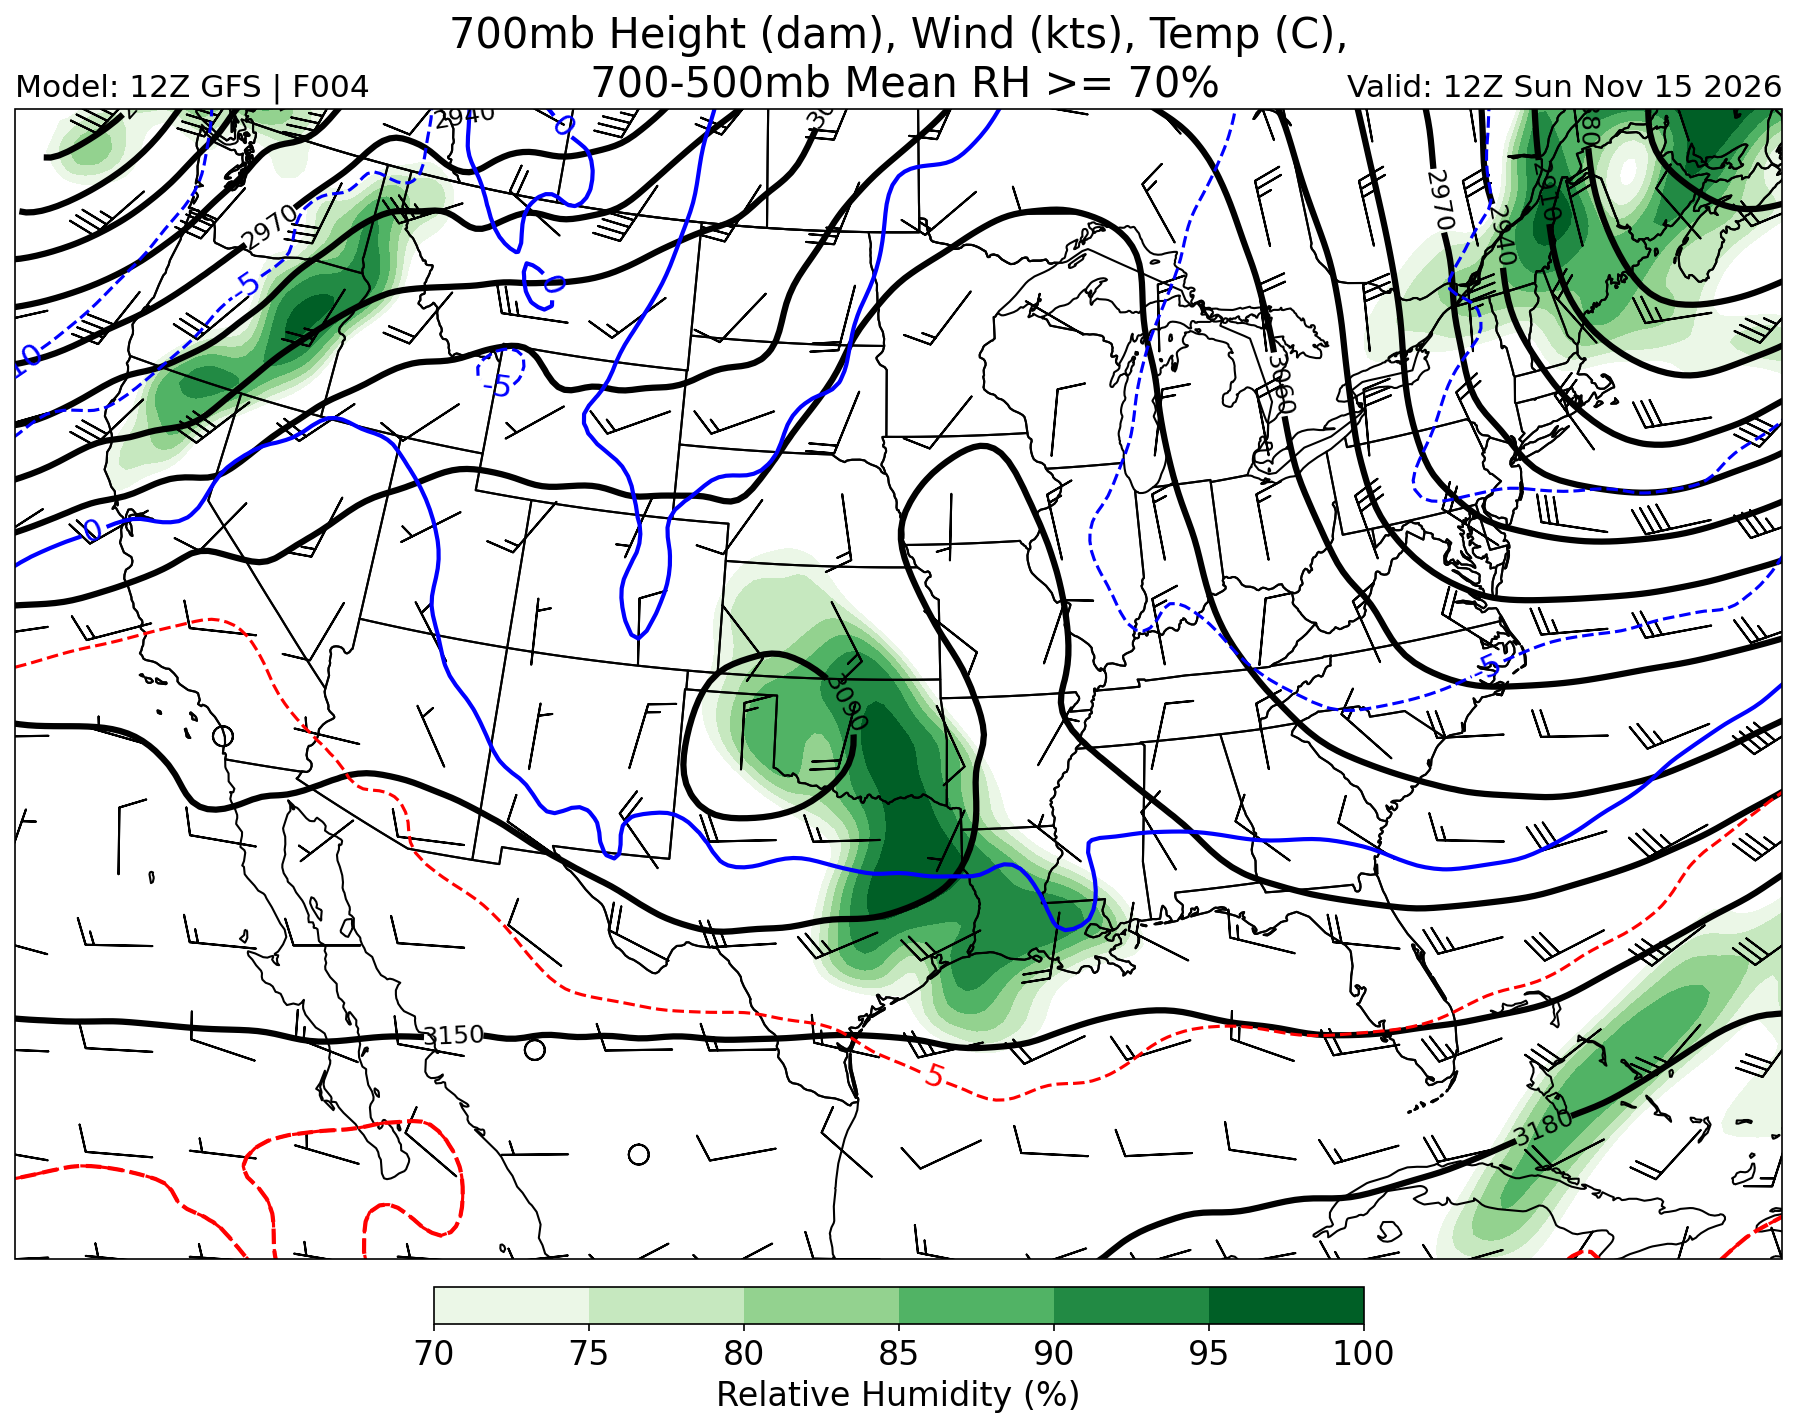 700mb Height (dam), Wind (kts), Temp (C),
700-500mb Mean RH >= 70%
Model: 12Z GFS | F004
Valid: 12Z Sun Nov 15 2026
2940
0
2970
2910
2970
2940
-5
0
-5
3060
0
3090
-5
3150
5
3180
70 75 80 85 90 95 100
Relative Humidity (%)